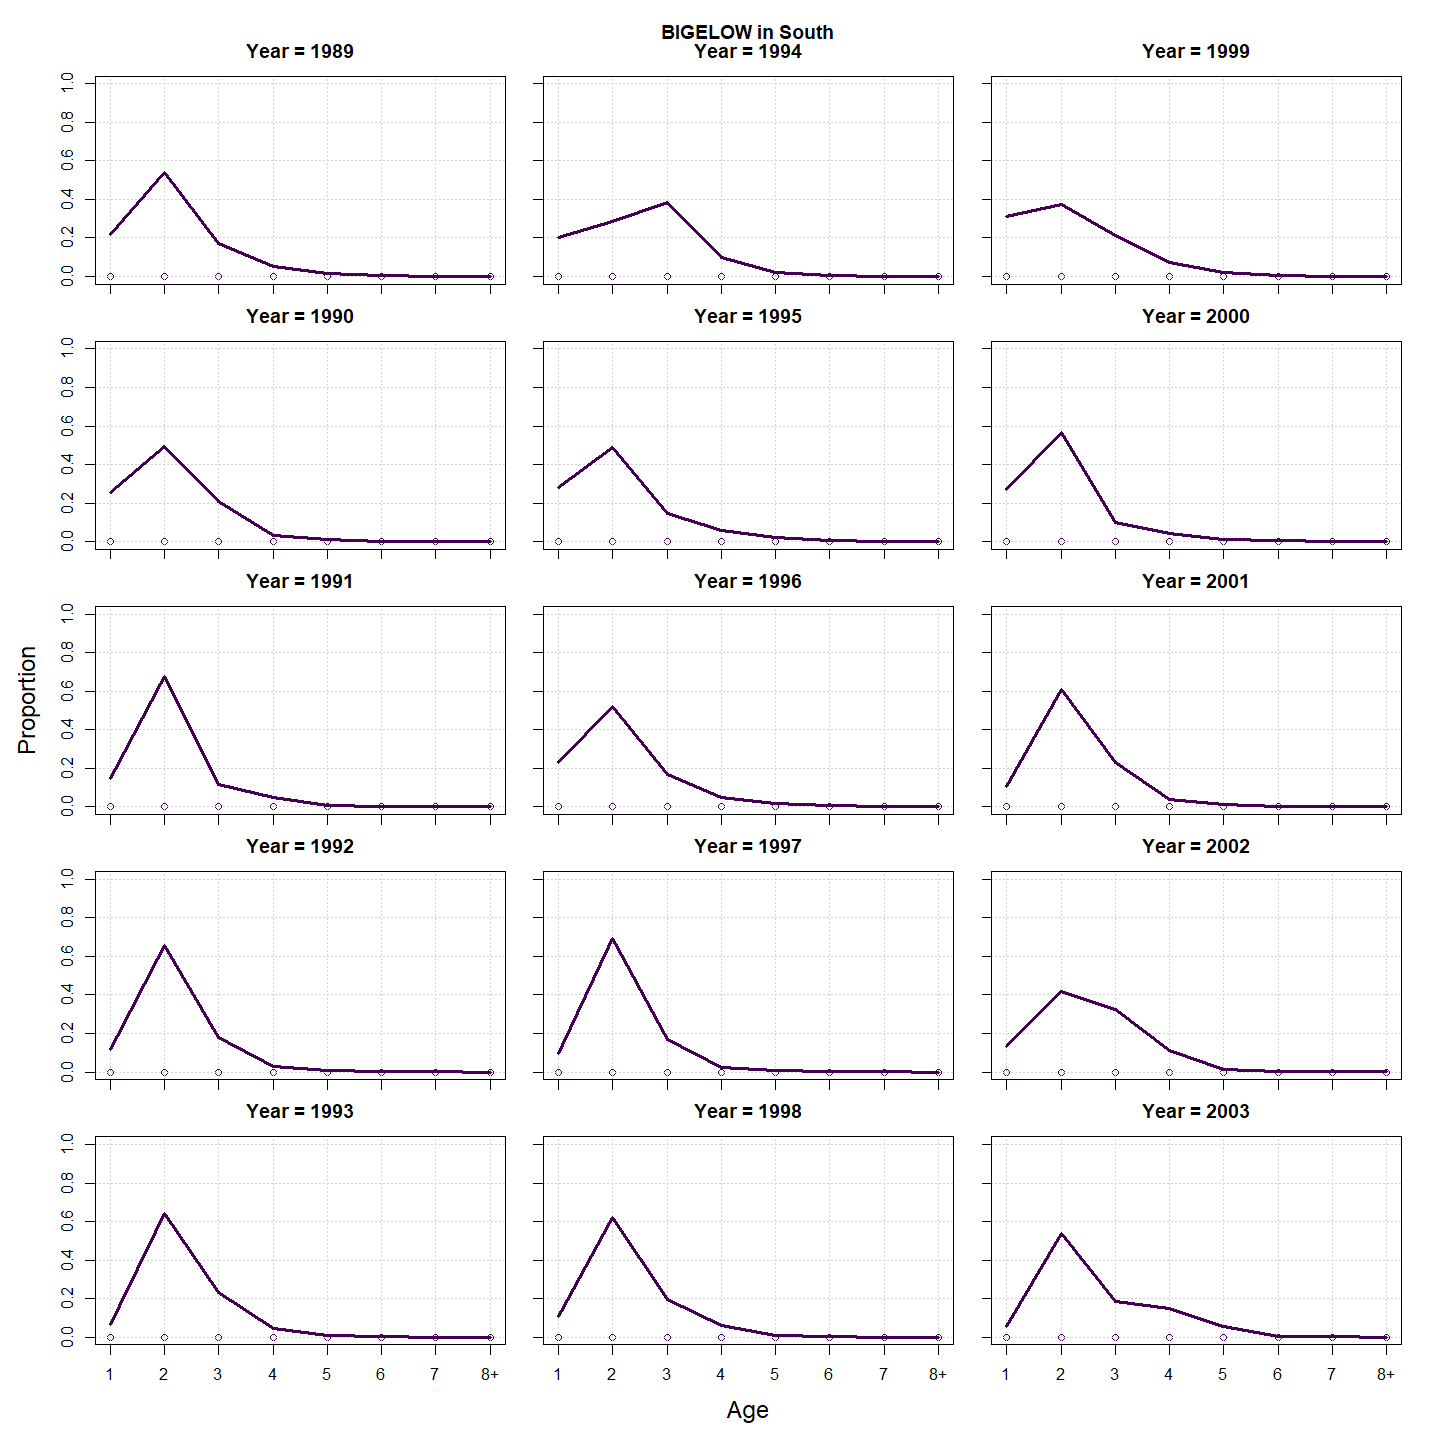 BIGELOW in South
Year = 1989
Year = 1994
Year = 1999
1.0
0.8
0.6
0.4
0.2
0.0
Year = 1990
Year = 1995
Year = 2000
1.0
0.8
0.6
0.4
0.2
0.0
Year = 1991
Year = 1996
Year = 2001
1.0
0.8
0.6
0.4
0.2
0.0
Proportion
Year = 1992
Year = 1997
Year = 2002
1.0
0.8
0.6
0.4
0.2
0.0
Year = 1993
Year = 1998
Year = 2003
1.0
0.8
0.6
0.4
0.2
0.0
1 2 3 4 5 6 7 8+
1 2 3 4 5 6 7 8+
1 2 3 4 5 6 7 8+
Age